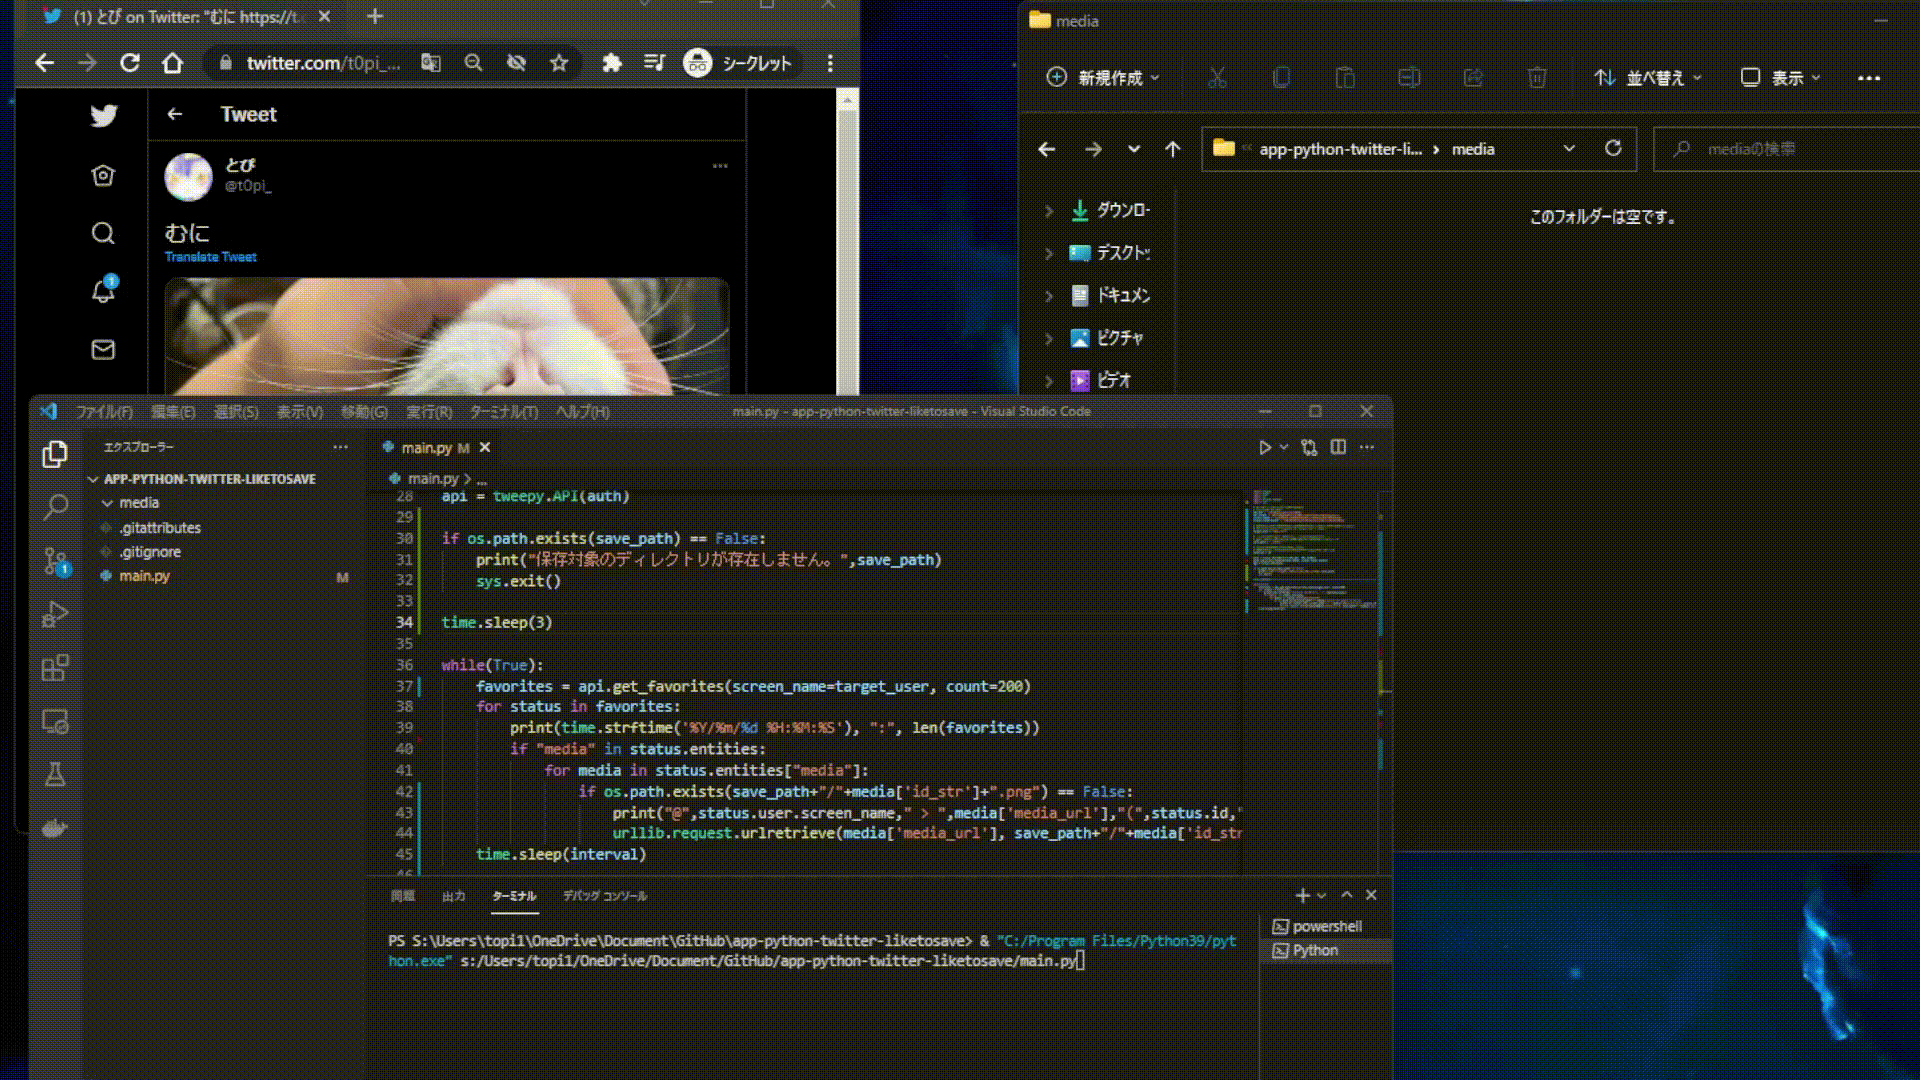 (1) とぴ on Twitter: "むに https://t.
twitter.com/t0pi_...
シークレット
Tweet
とぴ
@t0pi_
むに
Translate Tweet
1
media
新規作成
並べ替え
表示
app-python-twitter-li... › media
mediaの検索
ダウンロー
デスクト
ドキュメン
ピクチャ
ビデオ
このフォルダーは空です。
ファイル(F) 編集(E) 選択(S) 表示(V) 移動(G) 実行(R) ターミナル(T) ヘルプ(H)
main.py - app-python-twitter-liketosave - Visual Studio Code
エクスプローラー
APP-PYTHON-TWITTER-LIKETOSAVE
media
.gitattributes
.gitignore
main.py M
1
main.py M
main.py > ...
28 api = tweepy.API(auth)
29
30 if os.path.exists(save_path) == False:
31 print("保存対象のディレクトリが存在しません。",save_path)
32 sys.exit()
33
34 time.sleep(3)
35
36 while(True):
37 favorites = api.get_favorites(screen_name=target_user, count=200)
38 for status in favorites:
39 print(time.strftime('%Y/%m/%d %H:%M:%S'), ":", len(favorites))
40 if "media" in status.entities:
41 for media in status.entities["media"]:
42 if os.path.exists(save_path+"/"+media['id_str']+".png") == False:
43 print("@",status.user.screen_name," > ",media['media_url'],"(",status.id,"
44 urllib.request.urlretrieve(media['media_url'], save_path+"/"+media['id_str
45 time.sleep(interval)
46
問題 出力 ターミナル デバッグ コンソール
PS S:\Users\topi1\OneDrive\Document\GitHub\app-python-twitter-liketosave> & "C:/Program Files/Python39/pyt
hon.exe" s:/Users/topi1/OneDrive/Document/GitHub/app-python-twitter-liketosave/main.py
powershell
Python